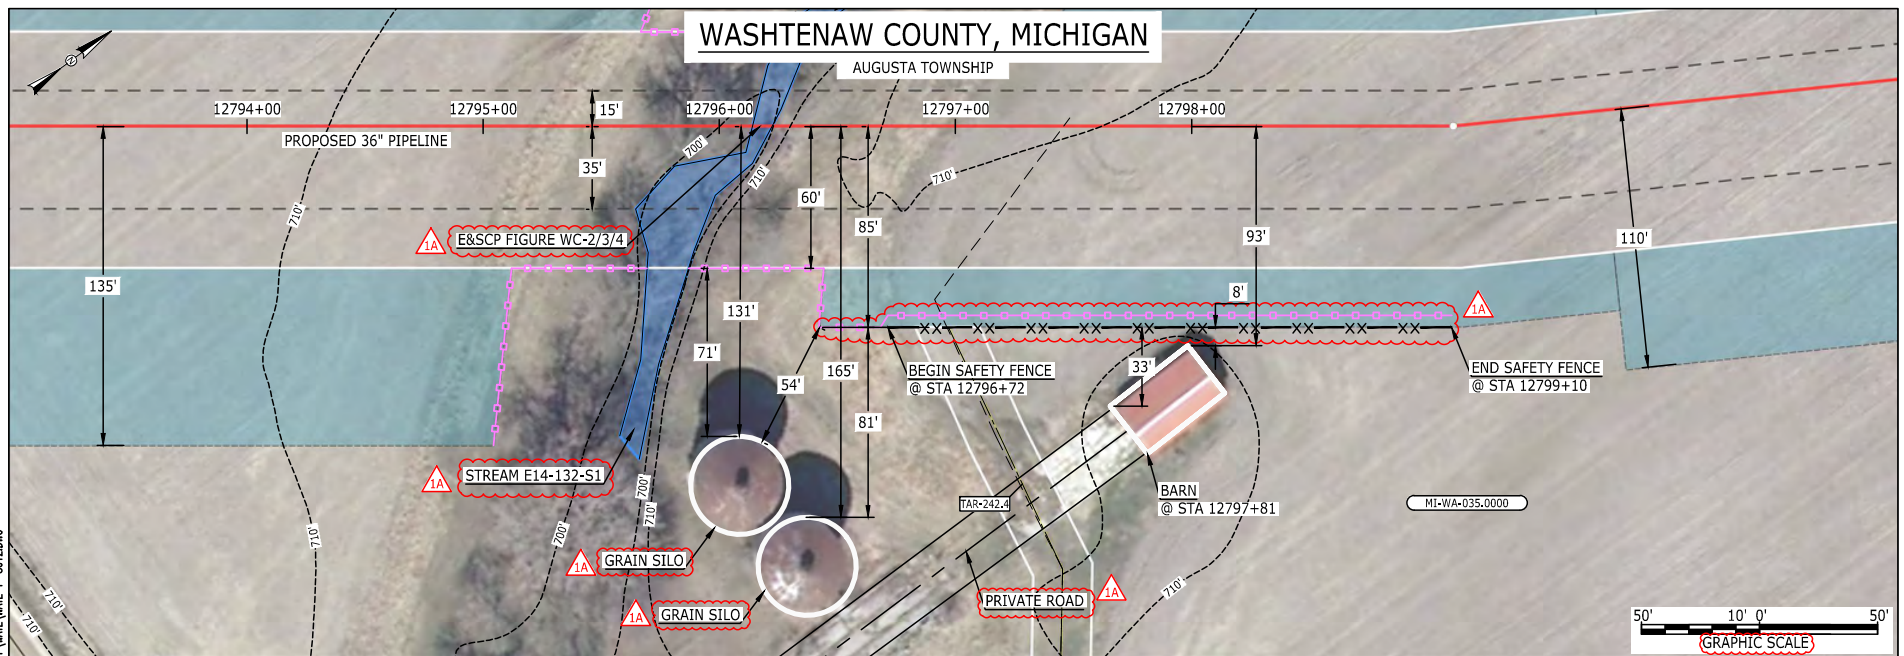 WASHTENAW COUNTY, MICHIGAN
AUGUSTA TOWNSHIP
N
12794+00
12795+00
15'
12796+00
12797+00
12798+00
PROPOSED 36" PIPELINE
700'
710'
35'
710'
60'
710'
85'
93'
110'
1A
E&SCP FIGURE WC-2/3/4
135'
131'
8'
1A
71'
54'
165'
33'
BEGIN SAFETY FENCE
@ STA 12796+72
END SAFETY FENCE
@ STA 12799+10
81'
1A
STREAM E14-132-S1
700'
710'
TAR-242.4
BARN
@ STA 12797+81
MI-WA-035.0000
710'
700'
1A
GRAIN SILO
1A
GRAIN SILO
PRIVATE ROAD
1A
710'
710'
710'
50'
10'
0'
50'
GRAPHIC SCALE